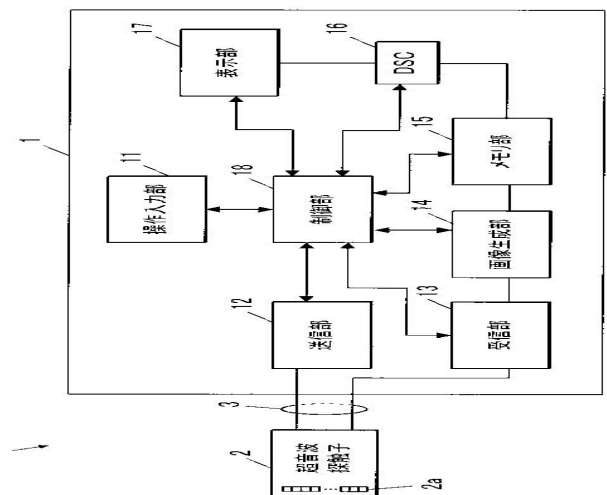 1
11
操作入力部
17
表示部
16
DSC
18
制御部
15
メモリ部
14
画像生成部
12
送信部
13
受信部
3
2
超音波
探触子
2a